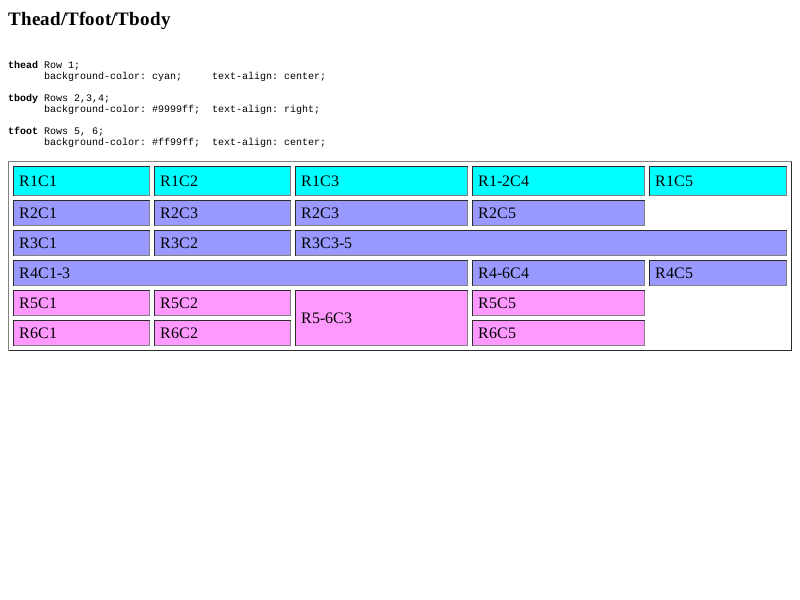 Thead/Tfoot/Tbody
thead Row 1;
background-color: cyan; text-align: center;
tbody Rows 2,3,4;
background-color: #9999ff; text-align: right;
tfoot Rows 5, 6;
background-color: #ff99ff; text-align: center;
R1C1 R1C2 R1C3 R1-2C4 R1C5
R2C1 R2C3 R2C3 R2C5
R3C1 R3C2 R3C3-5
R4C1-3 R4-6C4 R4C5
R5C1 R5C2 R5-6C3 R5C5
R6C1 R6C2 R6C5